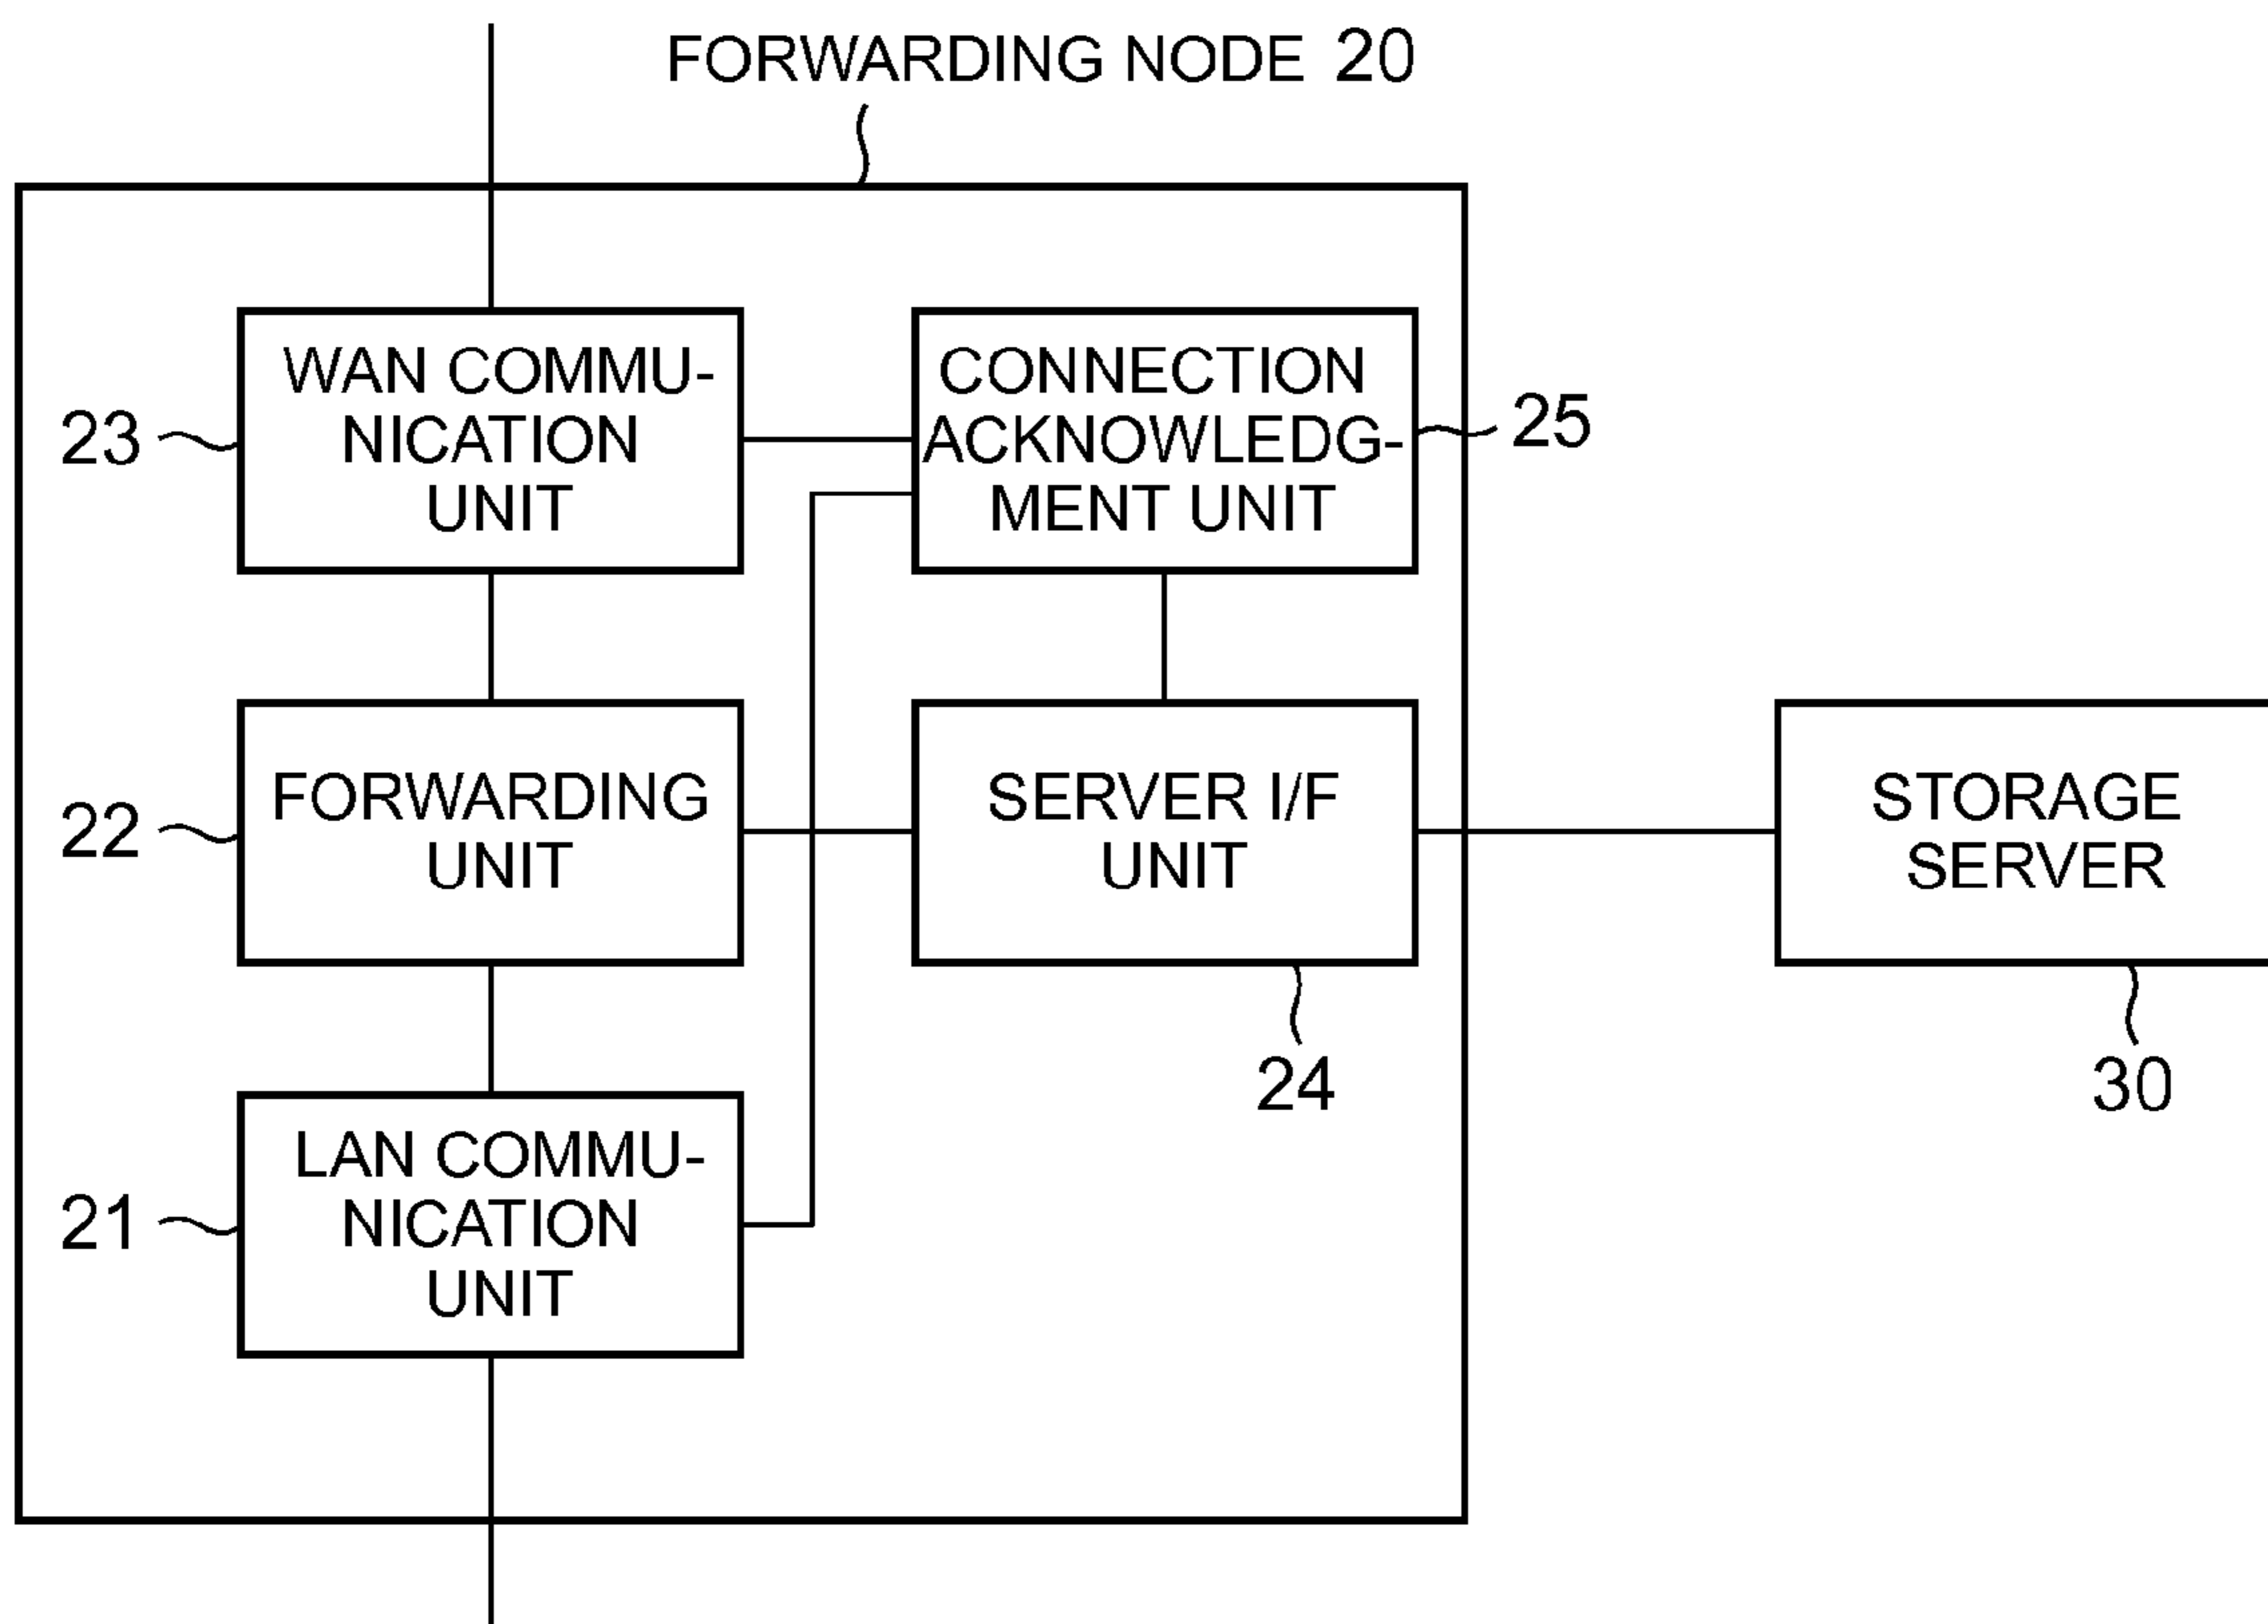 FORWARDING NODE 20
WAN COMMU-
NICATION
UNIT
23
CONNECTION
ACKNOWLEDG-
MENT UNIT
25
FORWARDING
UNIT
22
SERVER I/F
UNIT
24
STORAGE
SERVER
30
LAN COMMU-
NICATION
UNIT
21